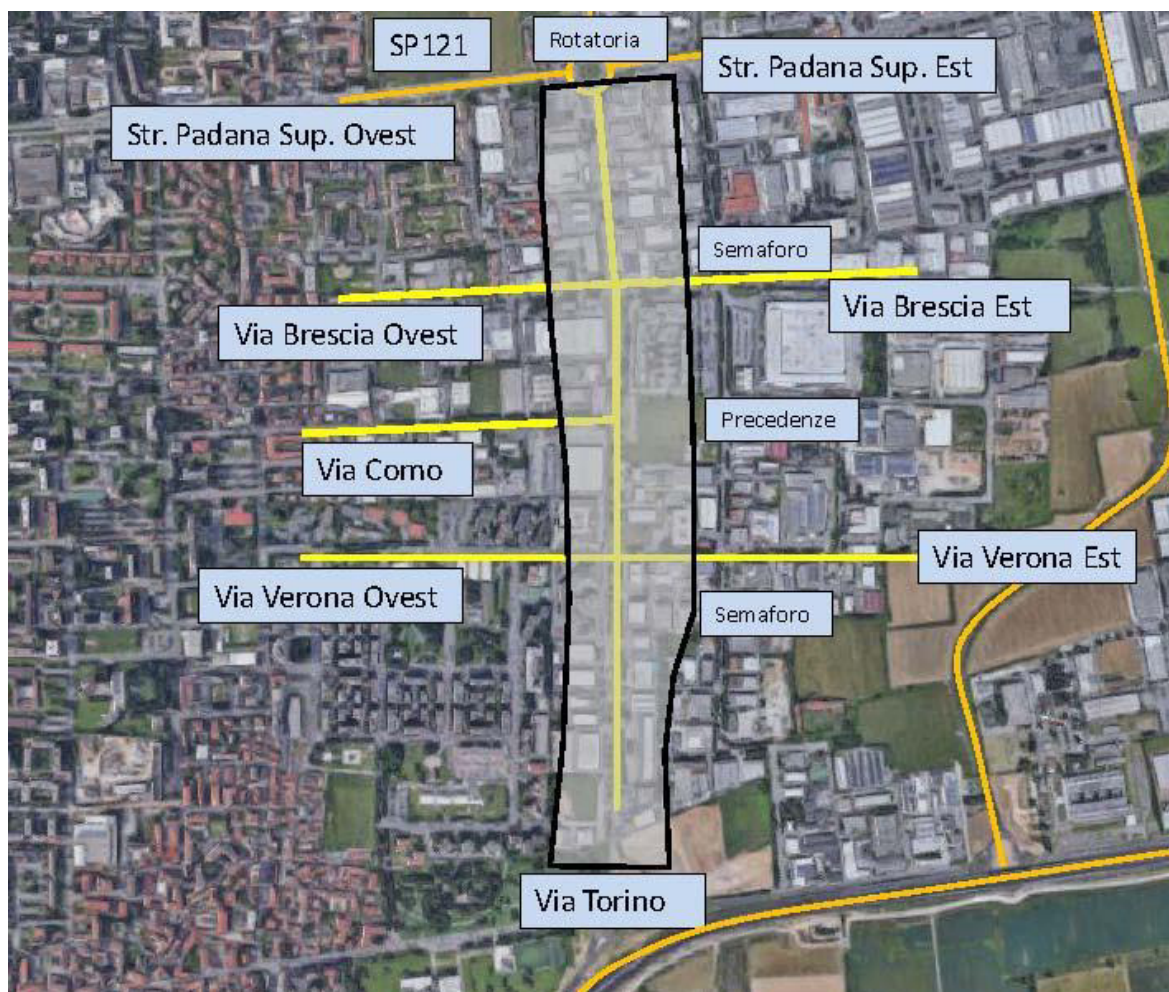 SP121
Rotatoria
Str. Padana Sup. Est
Str. Padana Sup. Ovest
Semaforo
Via Brescia Ovest
Via Brescia Est
Precedenze
Via Como
Via Verona Est
Via Verona Ovest
Semaforo
Via Torino